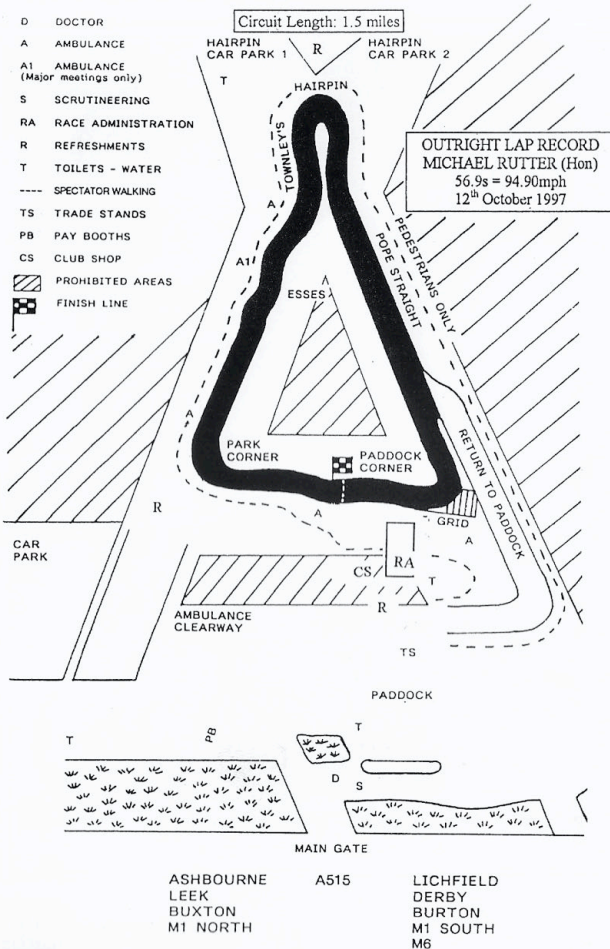 Circuit Length: 1.5 miles
D DOCTOR
A AMBULANCE
A1 AMBULANCE
(Major meetings only)
S SCRUTINEERING
RA RACE ADMINISTRATION
R REFRESHMENTS
T TOILETS - WATER
---- SPECTATOR WALKING
TS TRADE STANDS
PB PAY BOOTHS
CS CLUB SHOP
PROHIBITED AREAS
FINISH LINE
HAIRPIN
CAR PARK 1
R
HAIRPIN
CAR PARK 2
T
HAIRPIN
TOWNLEY'S
OUTRIGHT LAP RECORD
MICHAEL RUTTER (Hon)
56.9s = 94.90mph
12th October 1997
A
A1
PEDESTRIANS ONLY
POPE STRAIGHT
ESSES
A
PARK
CORNER
PADDOCK
CORNER
RETURN TO PADDOCK
R
A
GRID
A
CAR
PARK
RA
CS
T
R
AMBULANCE
CLEARWAY
TS
PADDOCK
T
PB
T
D
S
MAIN GATE
ASHBOURNE
LEEK
BUXTON
M1 NORTH
A515
LICHFIELD
DERBY
BURTON
M1 SOUTH
M6